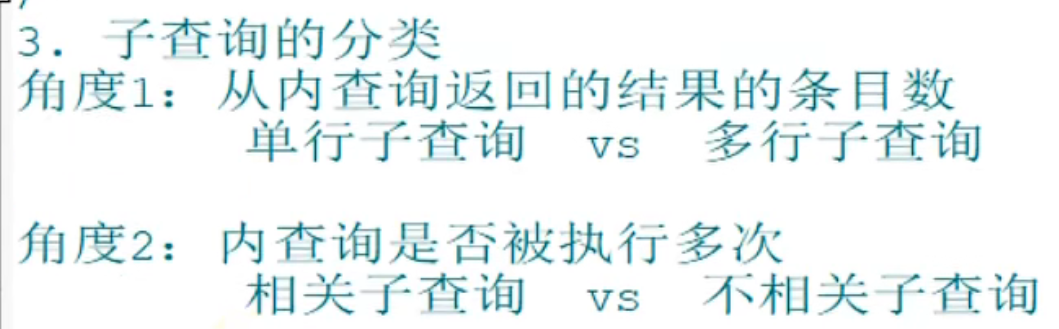 3. 子查询的分类
角度1：从内查询返回的结果的条目数
单行子查询 vs 多行子查询
角度2：内查询是否被执行多次
相关子查询 vs 不相关子查询